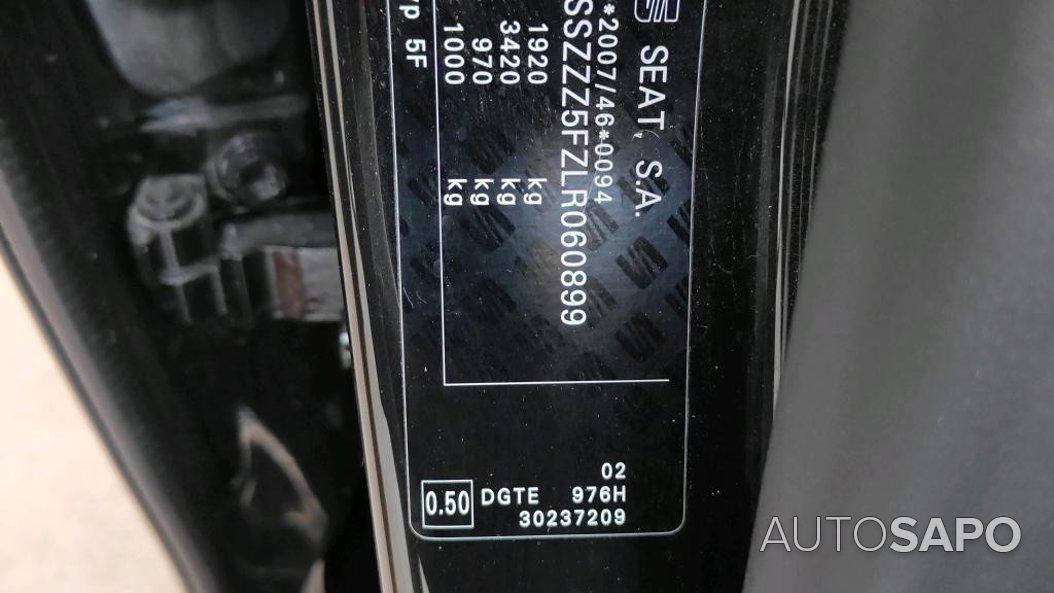 SEAT, S.A.
*2007/46*0094
SSZZZ5FZLR060899
1920 kg
3420 kg
970 kg
1000 kg
yp 5F
02
0.50 DGTE 976H
30237209
AUTOSAPO